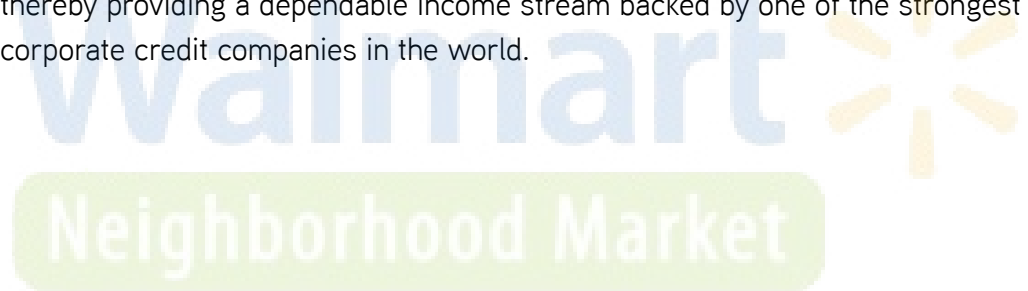 thereby providing a dependable income stream backed by one of the strongest
corporate credit companies in the world.
Walmart
Neighborhood Market